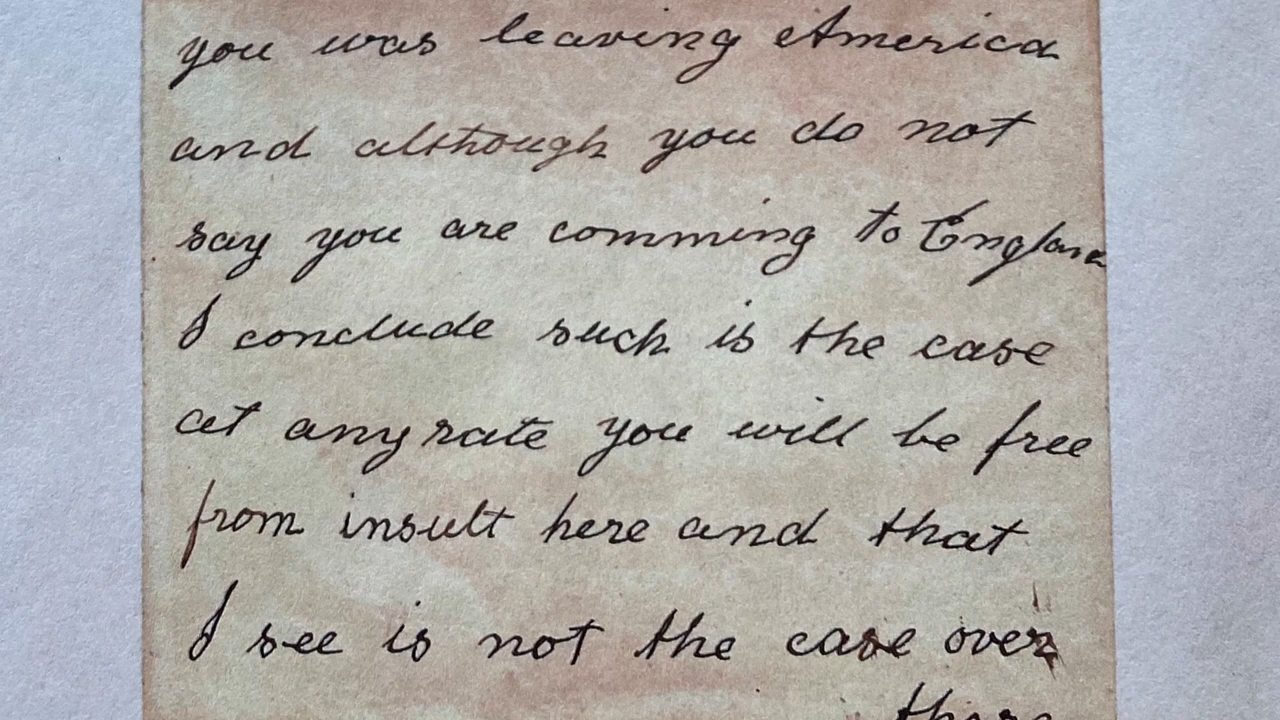 you was leaving America
and although you do not
say you are comming to England
I conclude such is the case
at any rate you will be free
from insult here and that
I see is not the case over
there